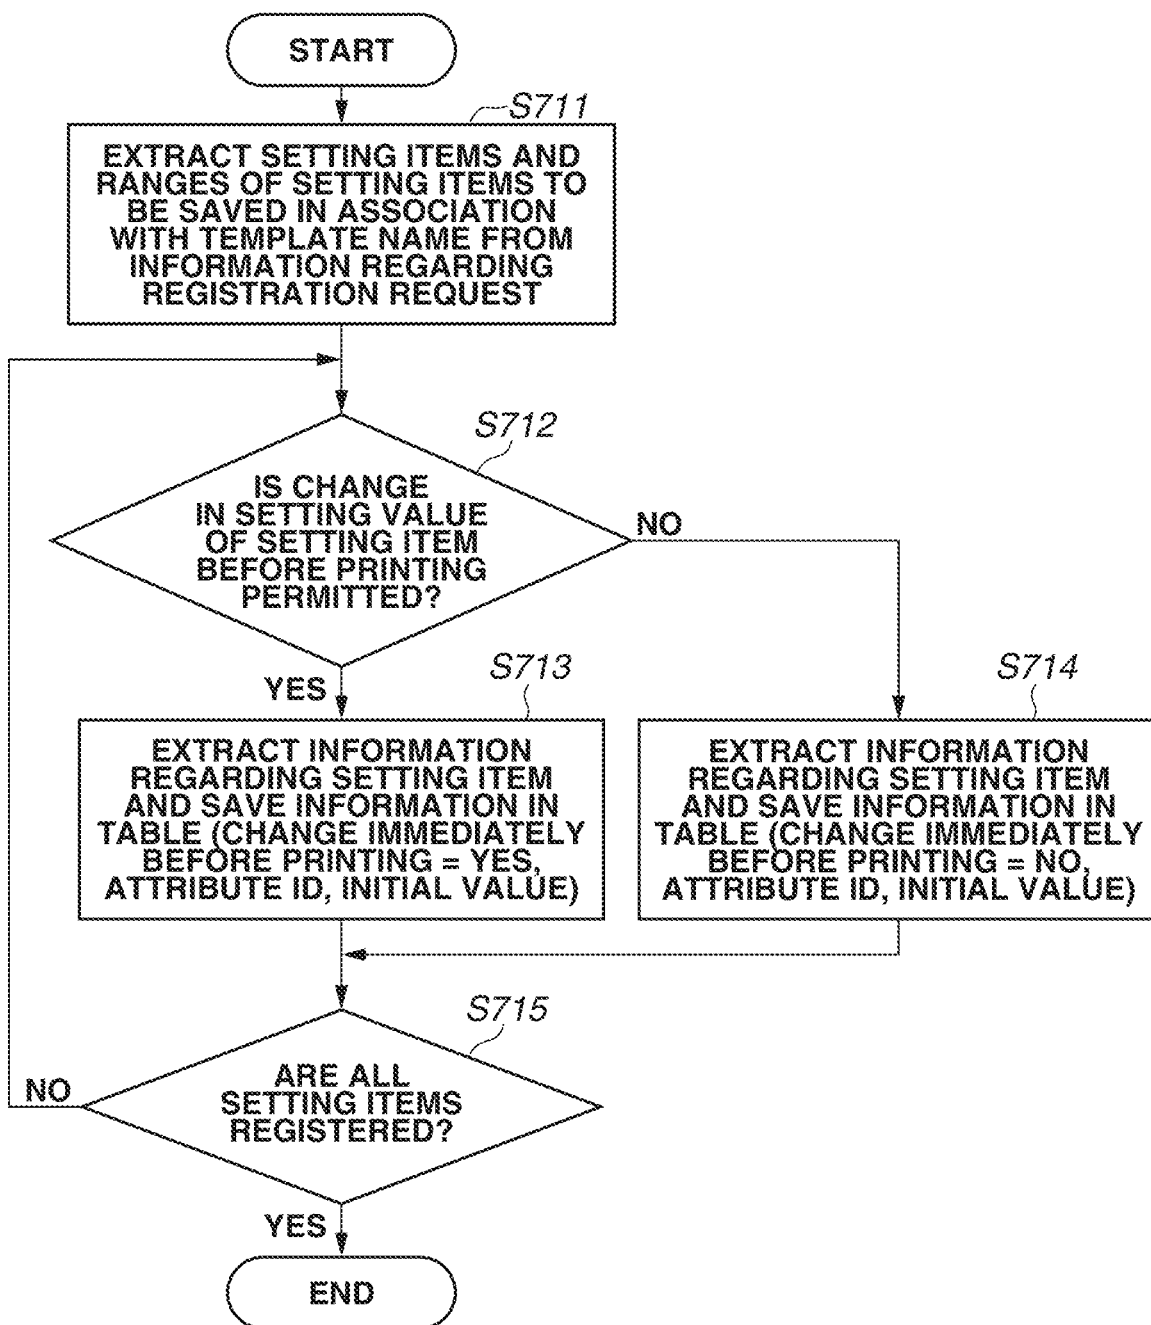 START
S711
EXTRACT SETTING ITEMS AND
RANGES OF SETTING ITEMS TO
BE SAVED IN ASSOCIATION
WITH TEMPLATE NAME FROM
INFORMATION REGARDING
REGISTRATION REQUEST
S712
IS CHANGE
IN SETTING VALUE
OF SETTING ITEM
BEFORE PRINTING
PERMITTED?
NO
YES
S713
EXTRACT INFORMATION
REGARDING SETTING ITEM
AND SAVE INFORMATION IN
TABLE (CHANGE IMMEDIATELY
BEFORE PRINTING = YES,
ATTRIBUTE ID, INITIAL VALUE)
S714
EXTRACT INFORMATION
REGARDING SETTING ITEM
AND SAVE INFORMATION IN
TABLE (CHANGE IMMEDIATELY
BEFORE PRINTING = NO,
ATTRIBUTE ID, INITIAL VALUE)
S715
ARE ALL
SETTING ITEMS
REGISTERED?
NO
YES
END